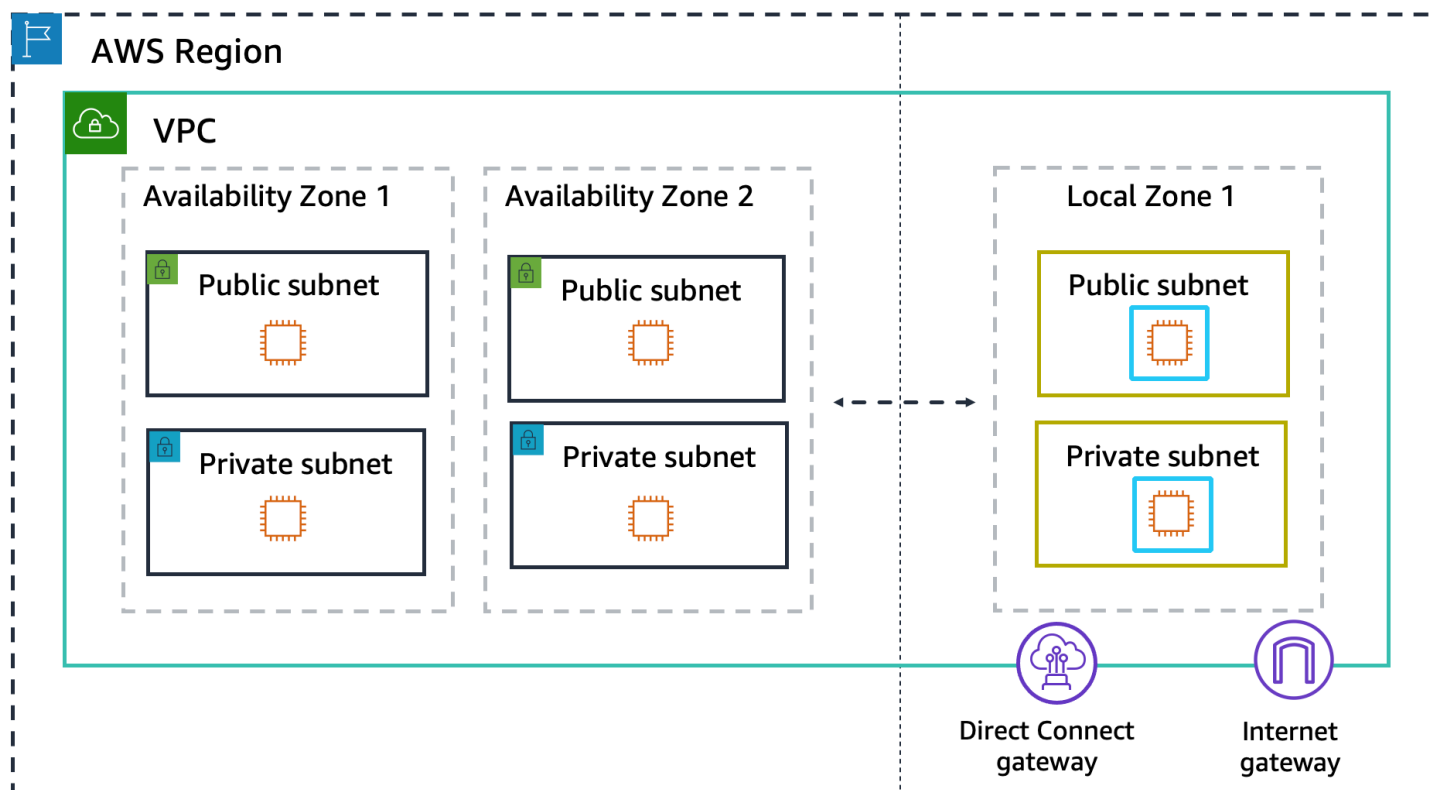 AWS Region
VPC
Availability Zone 1
Public subnet
Private subnet
Availability Zone 2
Public subnet
Private subnet
Local Zone 1
Public subnet
Private subnet
Direct Connect
gateway
Internet
gateway